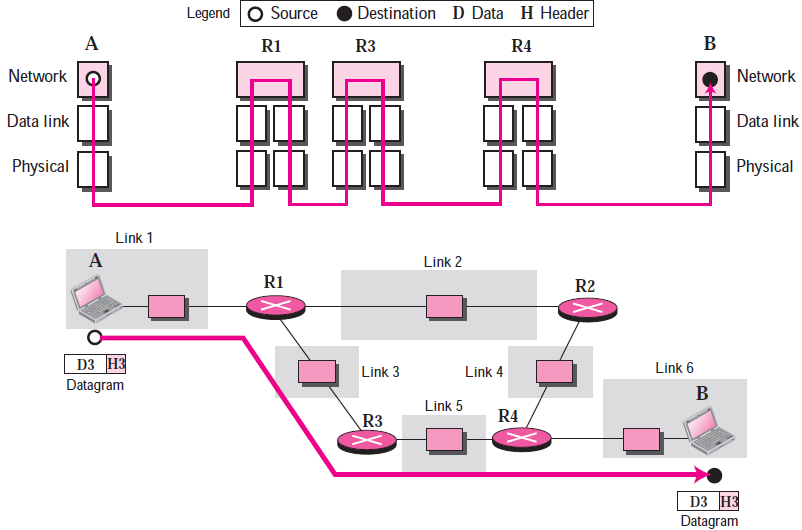 Legend Source Destination D Data H Header
A R1 R3 R4 B
Network Network
Data link Data link
Physical Physical
Link 1
A
R1
Link 2
R2
D3 H3
Datagram
Link 3
Link 4
Link 6
B
R3
Link 5
R4
D3 H3
Datagram